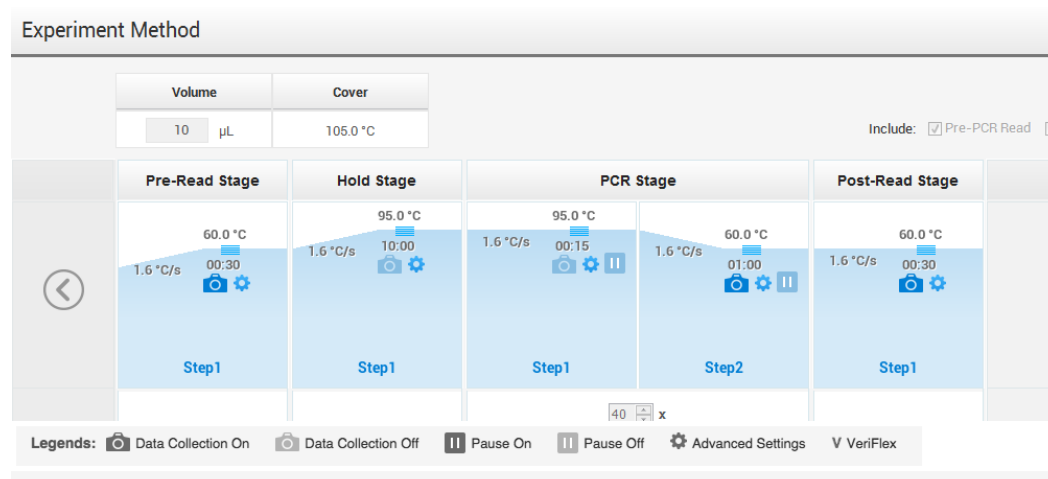 Experiment Method
Volume Cover
10 µL 105.0 °C
Include: Pre-PCR Read
Pre-Read Stage Hold Stage PCR Stage Post-Read Stage
95.0 °C 95.0 °C
60.0 °C 60.0 °C 60.0 °C
1.6 °C/s 00:30 1.6 °C/s 10:00 1.6 °C/s 00:15 1.6 °C/s 01:00 1.6 °C/s 00:30
Step1 Step1 Step1 Step2 Step1
40 x
Legends: Data Collection On Data Collection Off Pause On Pause Off Advanced Settings V VeriFlex